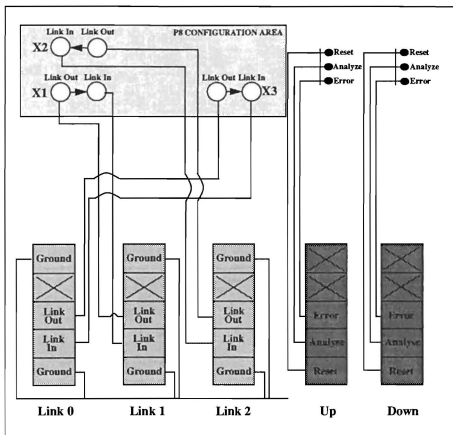 P8 CONFIGURATION AREA
Link In Link Out
X2
Link Out Link In
X1
Link Out Link In
X3
Reset
Analyze
Error
Reset
Analyze
Error
Ground
Link Out
Link In
Ground
Ground
Link Out
Link In
Ground
Ground
Link Out
Link In
Ground
Error
Analyse
Reset
Error
Analyse
Reset
Link 0 Link 1 Link 2 Up Down